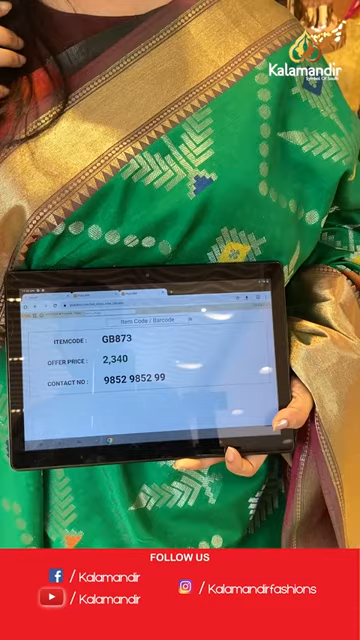 Kalamandir
Item Code / Barcode
ITEMCODE : GB873
OFFER PRICE : 2,340
CONTACT NO : 9852 9852 99
FOLLOW US
/Kalamandir
/Kalamandirfashions
/Kalamandir